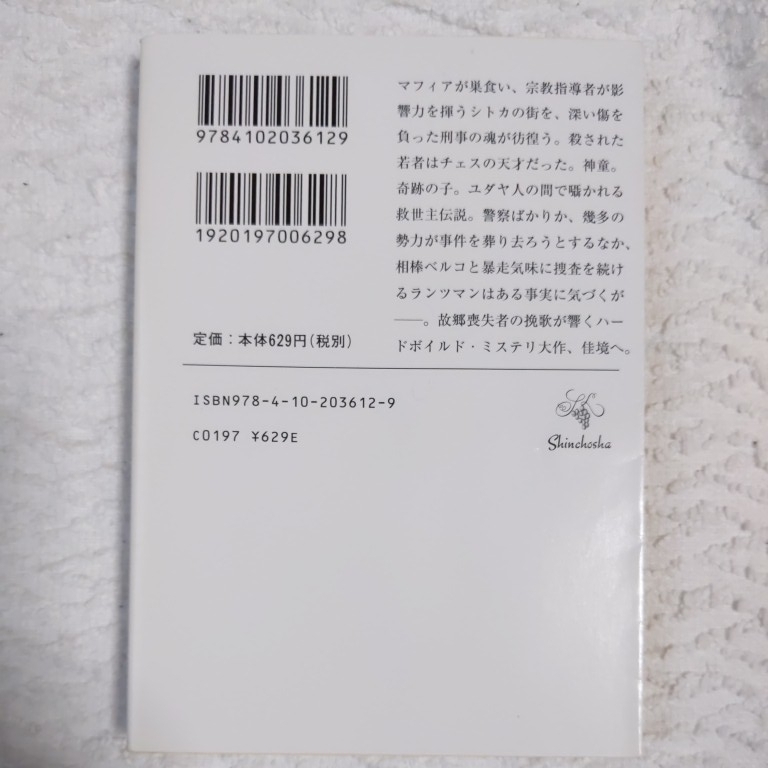 9784102036129
1920197006298
定価：本体629円(税別)
マフィアが巣食い、宗教指導者が影
響力を揮うシトカの街を、深い傷を
負った刑事の魂が彷徨う。殺された
若者はチェスの天才だった。神童。
奇跡の子。ユダヤ人の間で囁かれる
救世主伝説。警察ばかりか、幾多の
勢力が事件を葬り去ろうとするなか、
相棒ベルコと暴走気味に捜査を続け
るランツマンはある事実に気づくが
──。故郷喪失者の挽歌が響くハー
ドボイルド・ミステリ大作、佳境へ。
ISBN978-4-10-203612-9
C0197 ¥629E
Shinchosha